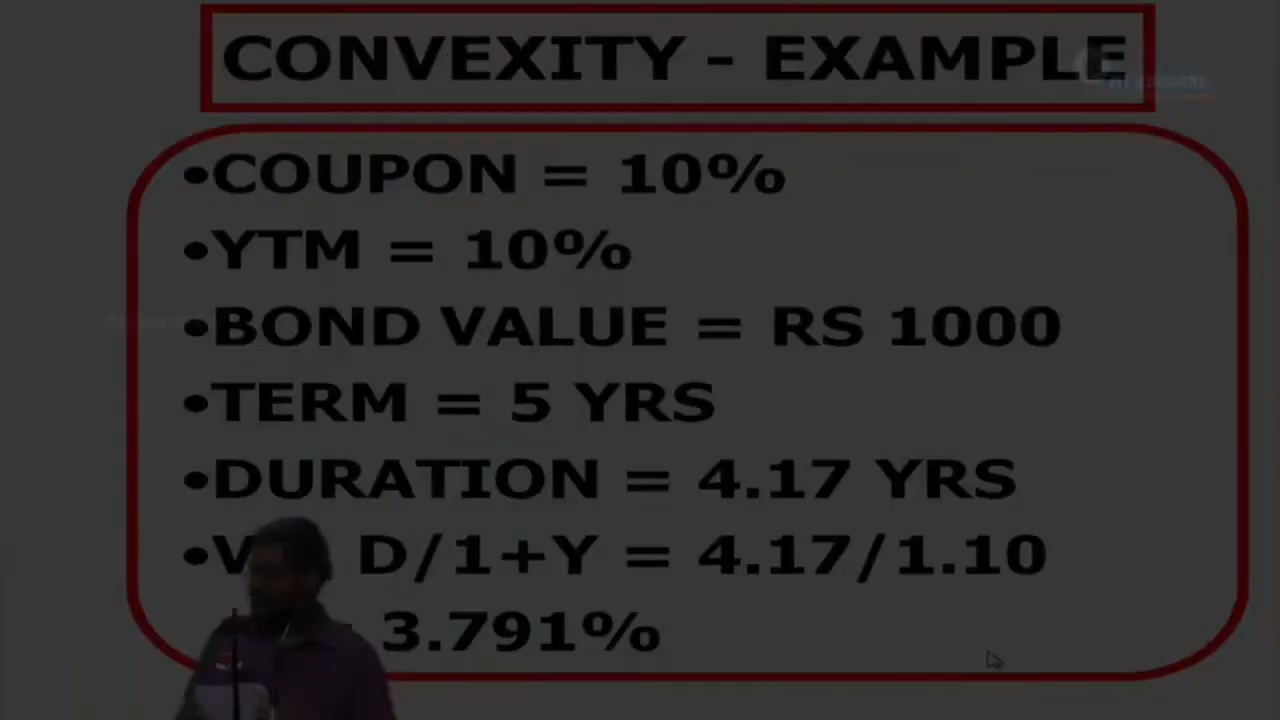 CONVEXITY - EXAMPLE
•COUPON = 10%
•YTM = 10%
•BOND VALUE = RS 1000
•TERM = 5 YRS
•DURATION = 4.17 YRS
•V D/1+Y = 4.17/1.10
3.791%